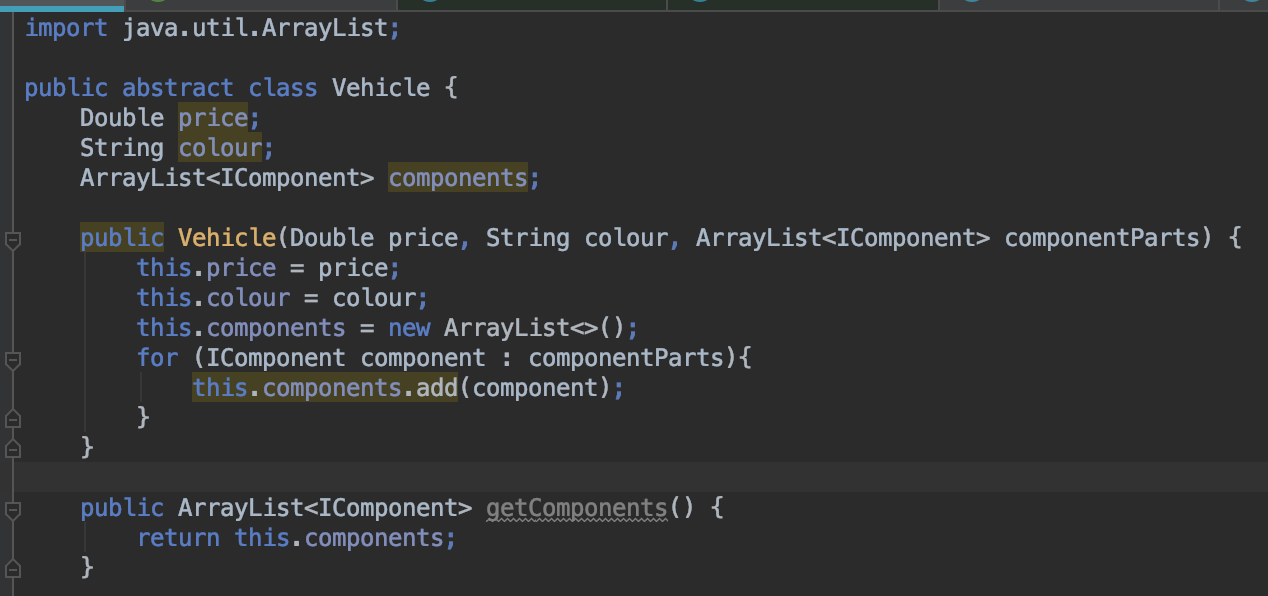 import java.util.ArrayList;
public abstract class Vehicle {
Double price;
String colour;
ArrayList<IComponent> components;
public Vehicle(Double price, String colour, ArrayList<IComponent> componentParts) {
this.price = price;
this.colour = colour;
this.components = new ArrayList<>();
for (IComponent component : componentParts){
this.components.add(component);
}
}
public ArrayList<IComponent> getComponents() {
return this.components;
}